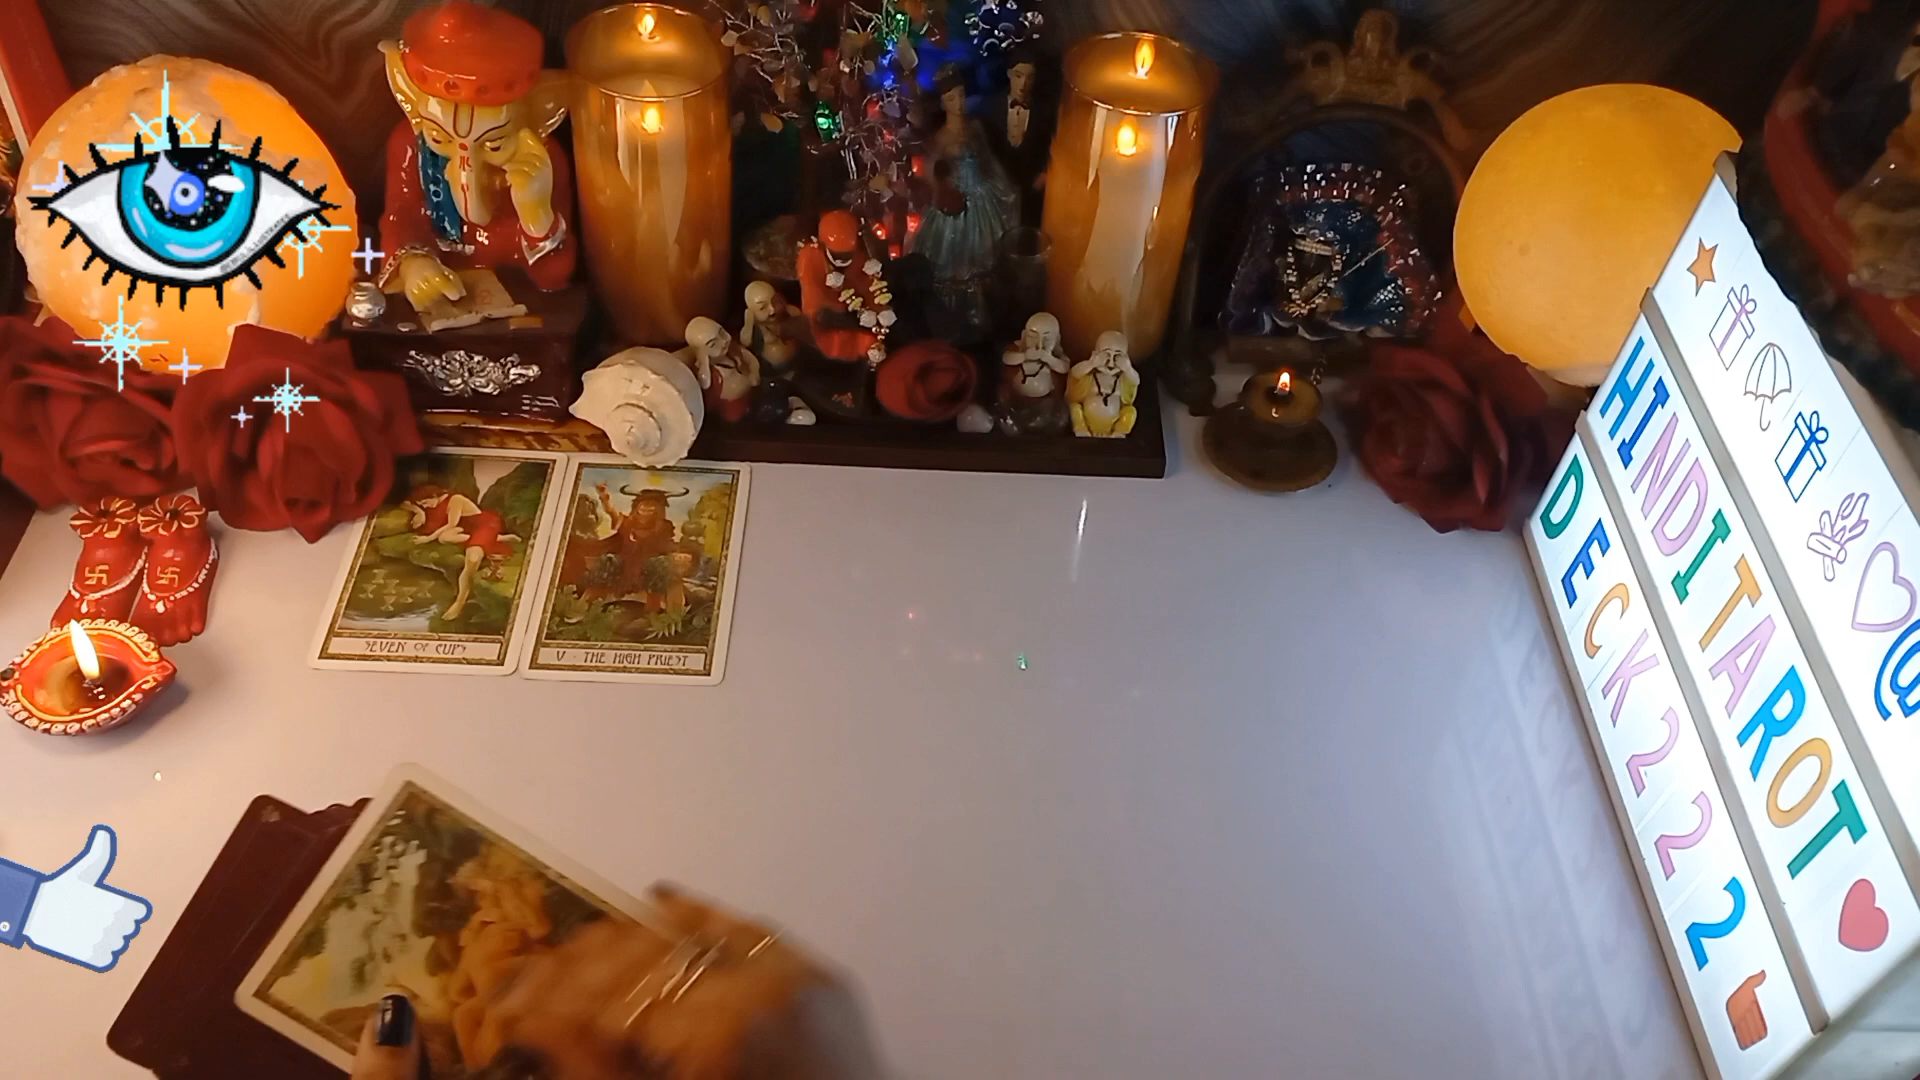 SEVEN OF CUPS
V - THE HIGH PRIEST
@
HINDITAROT
DECK222